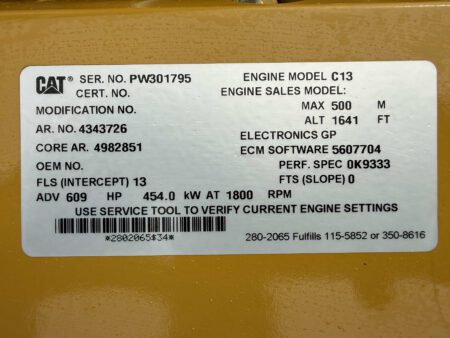 CAT® SER. NO. PW301795 ENGINE MODEL C13
CERT. NO. ENGINE SALES MODEL:
MODIFICATION NO. MAX 500 M
AR. NO. 4343726 ALT 1641 FT
ELECTRONICS GP
CORE AR. 4982851 ECM SOFTWARE 5607704
OEM NO. PERF. SPEC 0K9333
FLS (INTERCEPT) 13 FTS (SLOPE) 0
ADV 609 HP 454.0 kW AT 1800 RPM
USE SERVICE TOOL TO VERIFY CURRENT ENGINE SETTINGS
*2802065$34* 280-2065 Fulfills 115-5852 or 350-8616